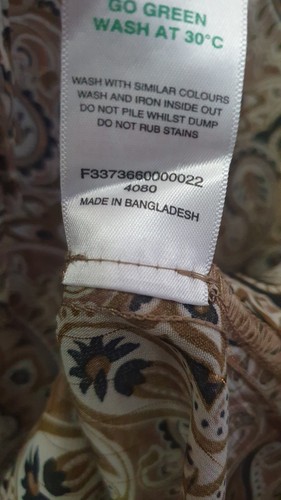 GO GREEN
WASH AT 30°C
WASH WITH SIMILAR COLOURS
WASH AND IRON INSIDE OUT
DO NOT PILE WHILST DUMP
DO NOT RUB STAINS
F3373660000022
4080
MADE IN BANGLADESH